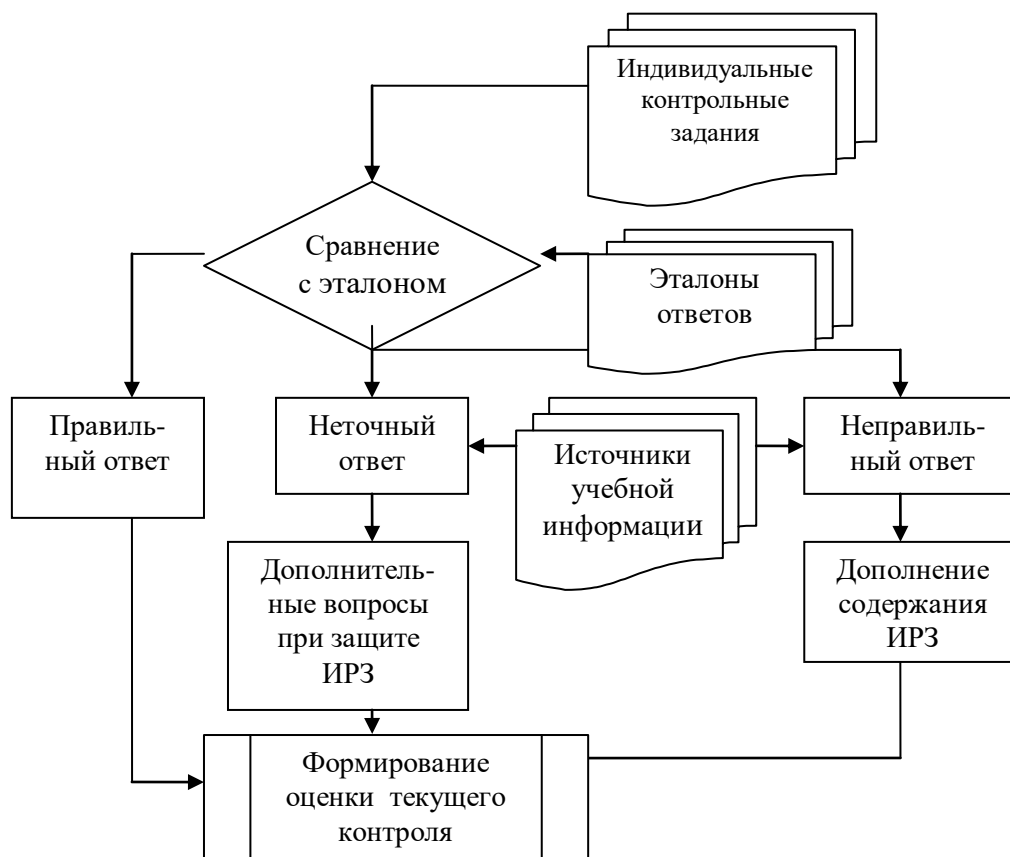 Индивидуальные
контрольные
задания
Сравнение
с эталоном
Эталоны
ответов
Правиль-
ный ответ
Неточный
ответ
Источники
учебной
информации
Неправиль-
ный ответ
Дополнитель-
ные вопросы
при защите
ИРЗ
Дополнение
содержания
ИРЗ
Формирование
оценки текущего
контроля